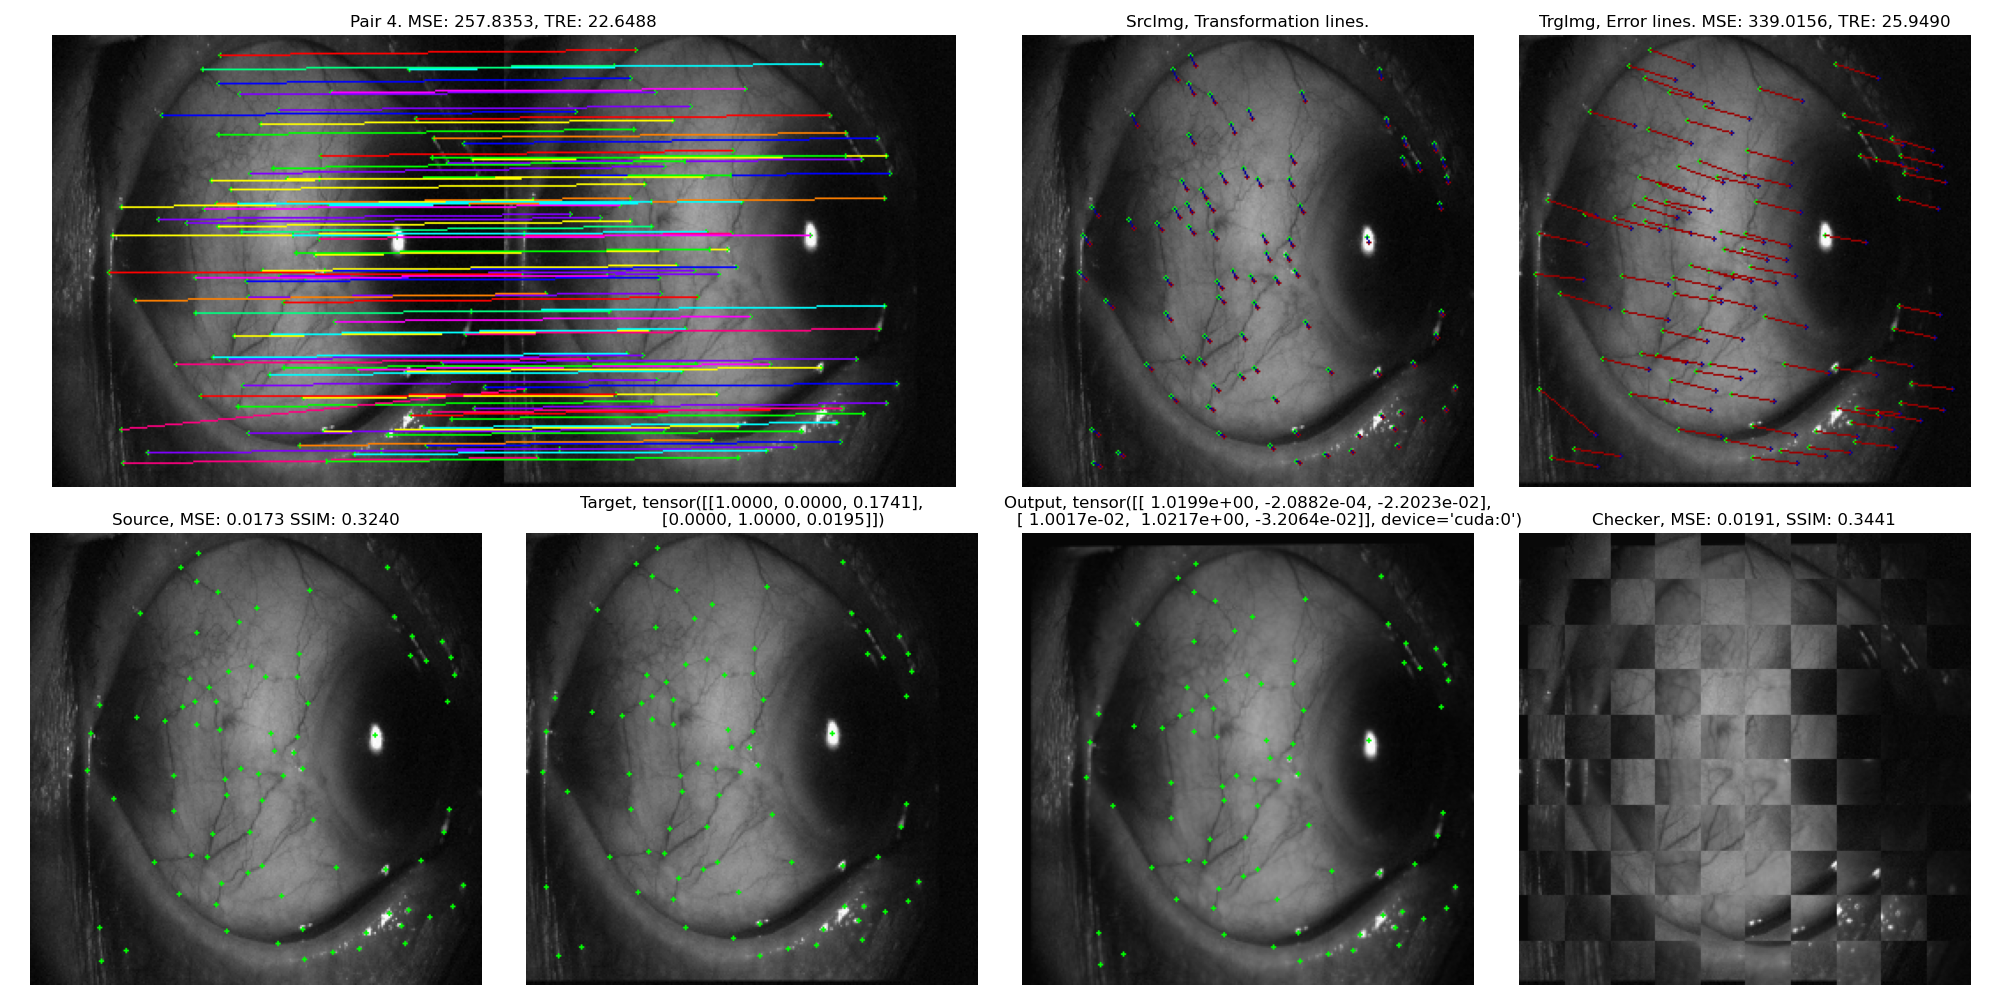 Pair 4. MSE: 257.8353, TRE: 22.6488
SrcImg, Transformation lines.
TrgImg, Error lines. MSE: 339.0156, TRE: 25.9490
Source, MSE: 0.0173 SSIM: 0.3240
Target, tensor([[1.0000, 0.0000, 0.1741],
[0.0000, 1.0000, 0.0195]])
Output, tensor([[ 1.0199e+00, -2.0882e-04, -2.2023e-02],
[ 1.0017e-02,  1.0217e+00, -3.2064e-02]], device='cuda:0')
Checker, MSE: 0.0191, SSIM: 0.3441